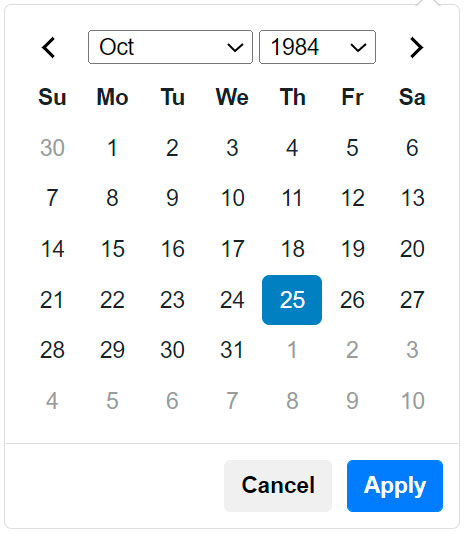 Oct 1984
Su Mo Tu We Th Fr Sa
30 1 2 3 4 5 6
7 8 9 10 11 12 13
14 15 16 17 18 19 20
21 22 23 24 25 26 27
28 29 30 31 1 2 3
4 5 6 7 8 9 10
Cancel Apply